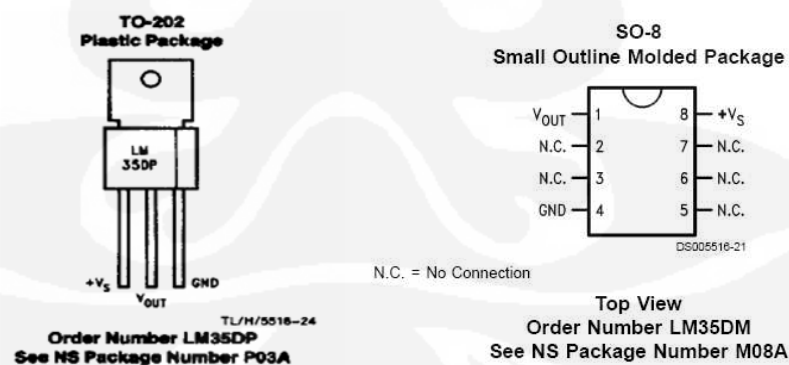 TO-202
Plastic Package
LM
35DP
+VS
VOUT
GND
TL/H/5516-24
Order Number LM35DP
See NS Package Number P03A
SO-8
Small Outline Molded Package
VOUT 1 8 +VS
N.C. 2 7 N.C.
N.C. 3 6 N.C.
GND 4 5 N.C.
DS005516-21
N.C. = No Connection
Top View
Order Number LM35DM
See NS Package Number M08A